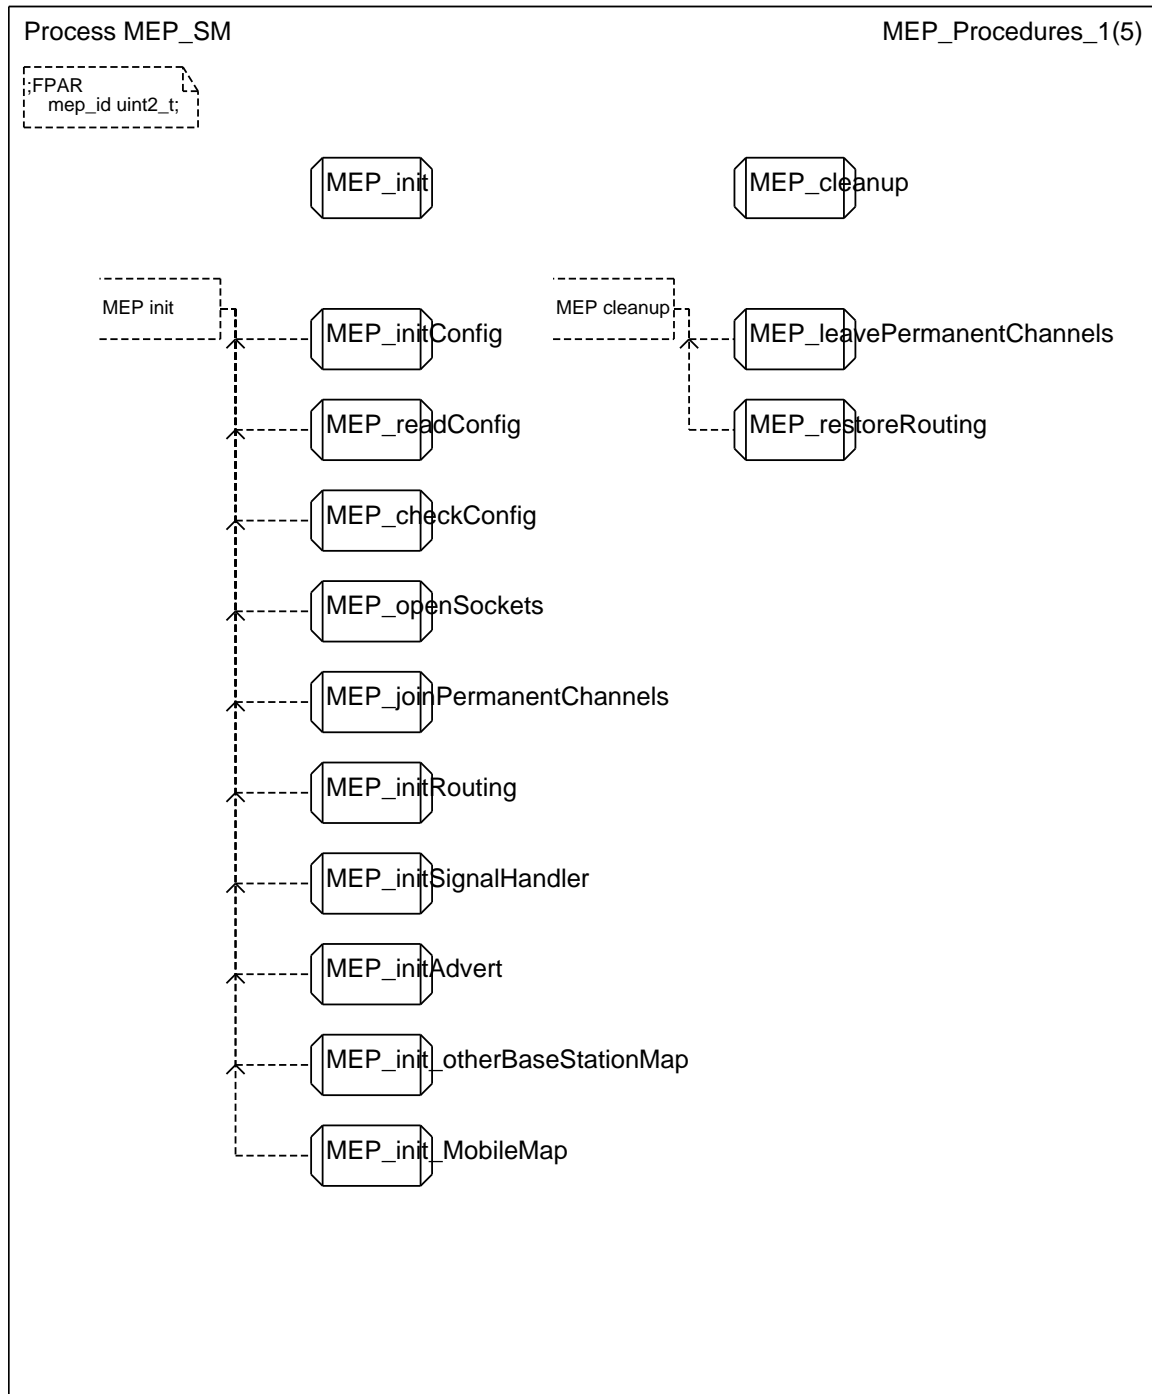 Process MEP_SM
MEP_Procedures_1(5)
;FPAR
mep_id uint2_t;
MEP_init
MEP_cleanup
MEP init
MEP cleanup
MEP_initConfig
MEP_leavePermanentChannels
MEP_readConfig
MEP_restoreRouting
MEP_checkConfig
MEP_openSockets
MEP_joinPermanentChannels
MEP_initRouting
MEP_initSignalHandler
MEP_initAdvert
MEP_init_otherBaseStationMap
MEP_init_MobileMap